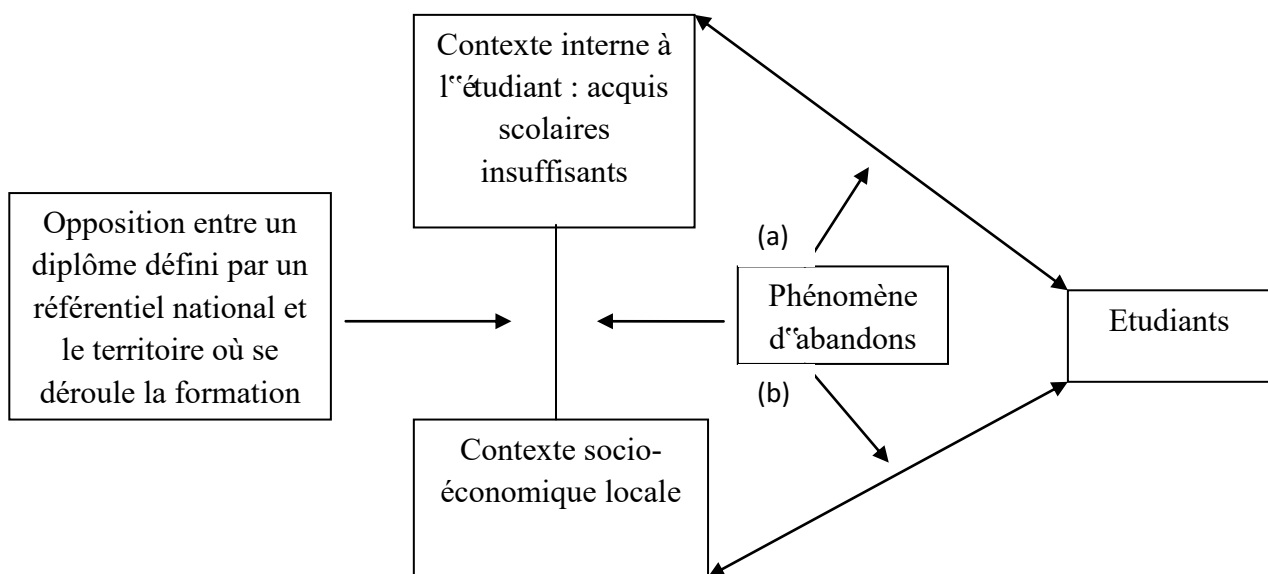 Contexte interne à
l‟étudiant : acquis
scolaires
insuffisants
Opposition entre un
diplôme défini par un
référentiel national et
le territoire où se
déroule la formation
(a)
Phénomène
d‟abandons
(b)
Etudiants
Contexte socio-
économique locale